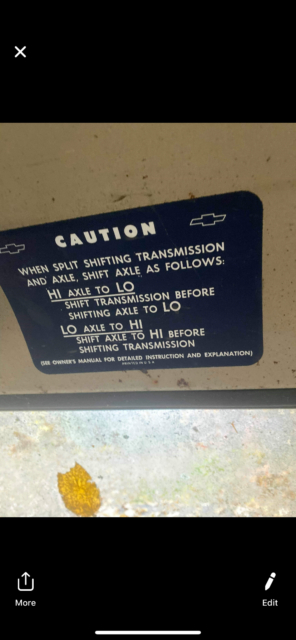 CAUTION
WHEN SPLIT SHIFTING TRANSMISSION
AND AXLE, SHIFT AXLE AS FOLLOWS:
HI AXLE TO LO
SHIFT TRANSMISSION BEFORE
SHIFTING AXLE TO LO
LO AXLE TO HI
SHIFT AXLE TO HI BEFORE
SHIFTING TRANSMISSION
(SEE OWNER'S MANUAL FOR DETAILED INSTRUCTION AND EXPLANATION)
PRINTED IN U.S.A.
More
Edit